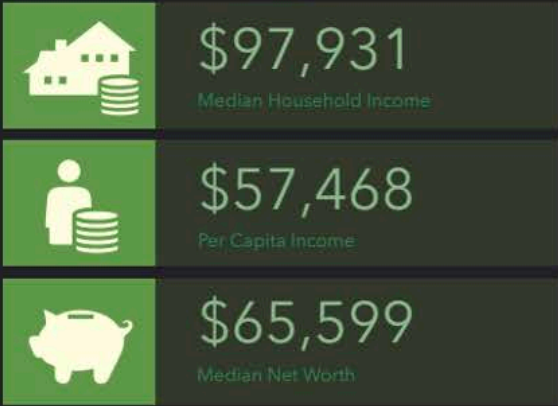 $97,931
Median Household Income
$57,468
Per Capita Income
$65,599
Median Net Worth